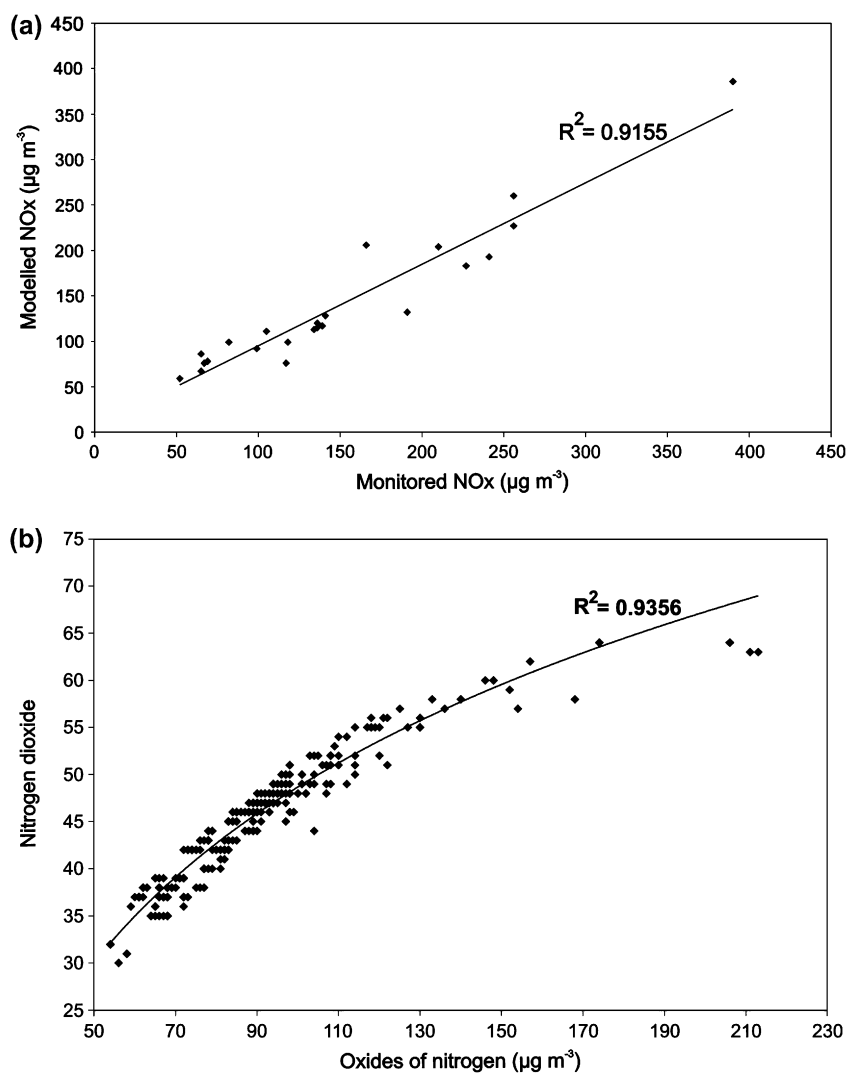 (a)
450
400
350
300
250
200
150
100
50
0
Modelled NOx (µg m-3)
R2= 0.9155
0 50 100 150 200 250 300 350 400 450
Monitored NOx (µg m-3)
(b)
75
70
65
60
55
50
45
40
35
30
25
Nitrogen dioxide
R2= 0.9356
50 70 90 110 130 150 170 190 210 230
Oxides of nitrogen (µg m-3)